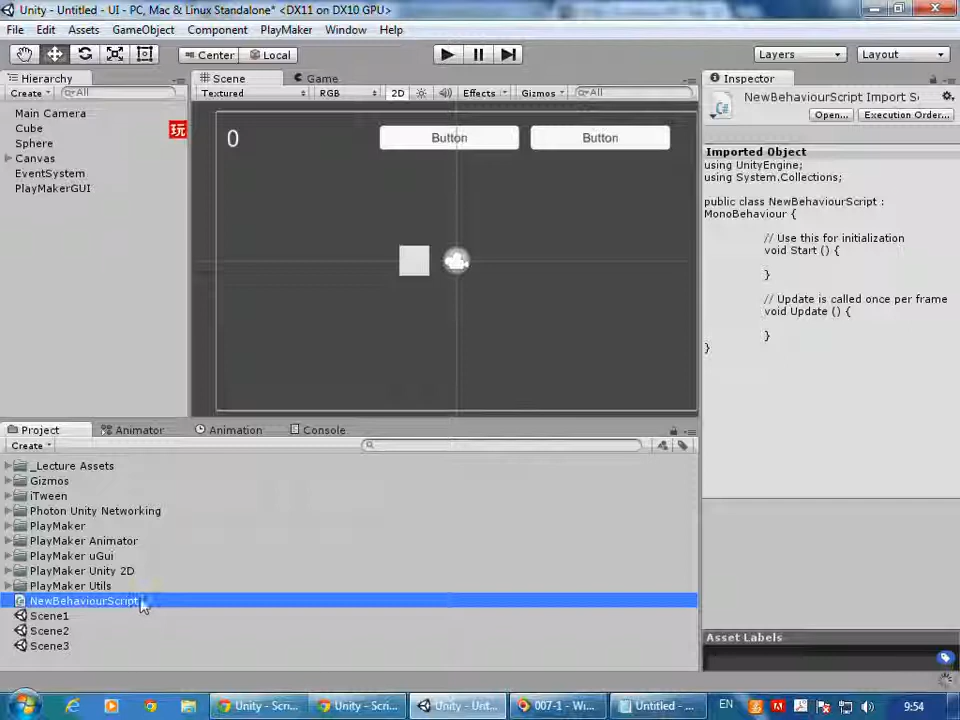 Unity - Untitled - UI - PC, Mac & Linux Standalone* <DX11 on DX10 GPU>
File Edit Assets GameObject Component PlayMaker Window Help
Center Local Layers Layout
Hierarchy Scene Game Inspector
Create All Textured RGB 2D Effects Gizmos All
NewBehaviourScript Import S
Open... Execution Order...
Main Camera
Cube
玩
Sphere
Canvas
EventSystem
PlayMakerGUI
0 Button Button
Imported Object
using UnityEngine;
using System.Collections;
public class NewBehaviourScript :
MonoBehaviour {
// Use this for initialization
void Start () {
}
// Update is called once per frame
void Update () {
}
}
Project Animator Animation Console
Create
_Lecture Assets
Gizmos
iTween
Photon Unity Networking
PlayMaker
PlayMaker Animator
PlayMaker uGui
PlayMaker Unity 2D
PlayMaker Utils
NewBehaviourScript
Scene1
Scene2
Scene3
Asset Labels
Unity - Scri... Unity - Scri... Unity - Unt... 007-1 - Wi... Untitled - ... EN 9:54